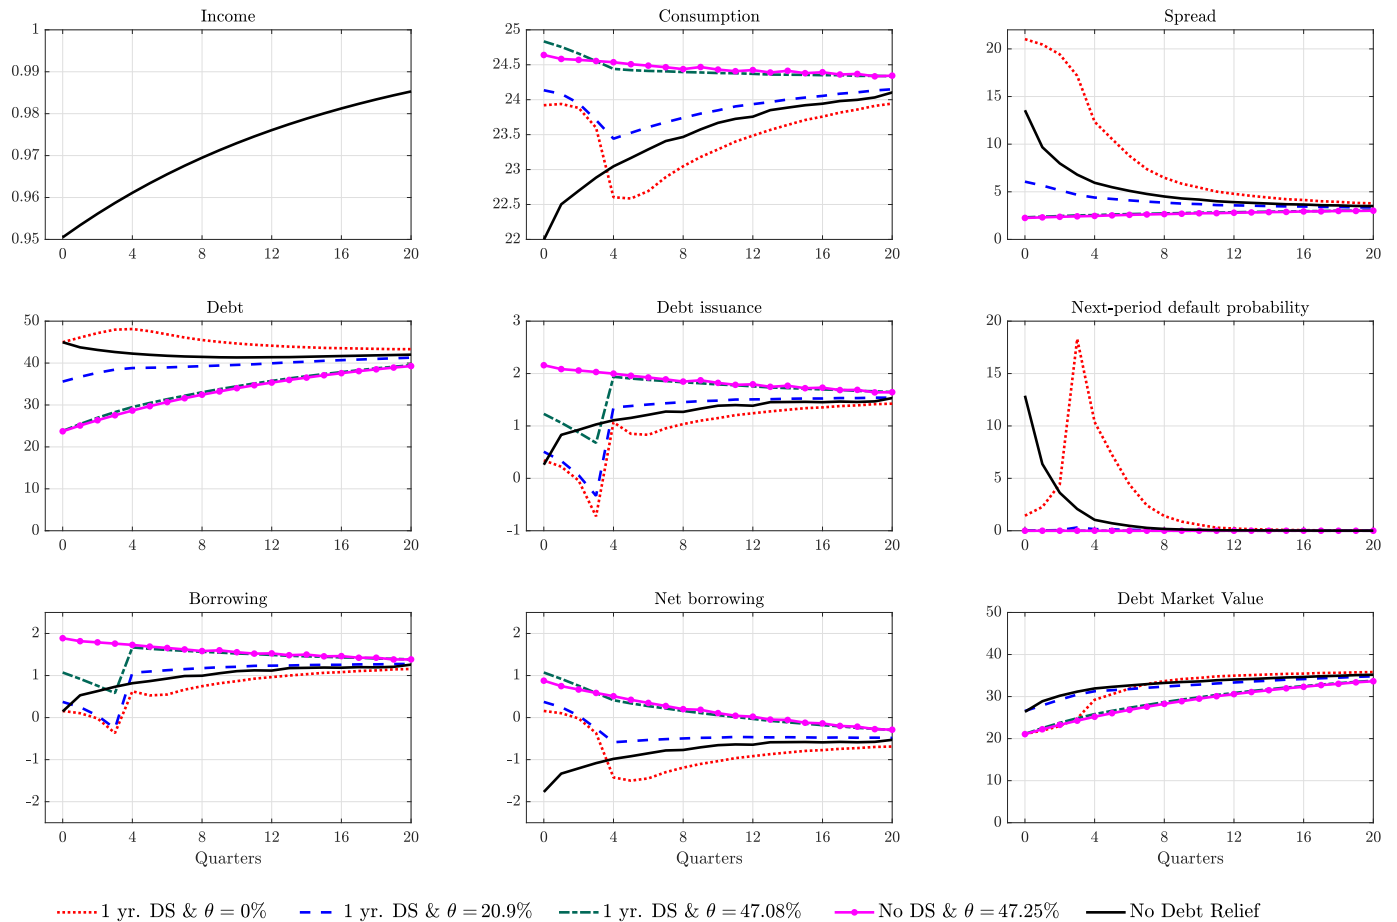 Income
1
0.99
0.98
0.97
0.96
0.95
0 4 8 12 16 20
Consumption
25
24.5
24
23.5
23
22.5
22
0 4 8 12 16 20
Spread
20
15
10
5
0
0 4 8 12 16 20
Debt
50
40
30
20
10
0
0 4 8 12 16 20
Debt issuance
3
2
1
0
-1
0 4 8 12 16 20
Next-period default probability
20
15
10
5
0
0 4 8 12 16 20
Borrowing
2
1
0
-1
-2
0 4 8 12 16 20
Quarters
Net borrowing
2
1
0
-1
-2
0 4 8 12 16 20
Quarters
Debt Market Value
50
40
30
20
10
0
0 4 8 12 16 20
Quarters
1 yr. DS & θ = 0% 1 yr. DS & θ = 20.9% 1 yr. DS & θ = 47.08% No DS & θ = 47.25% No Debt Relief